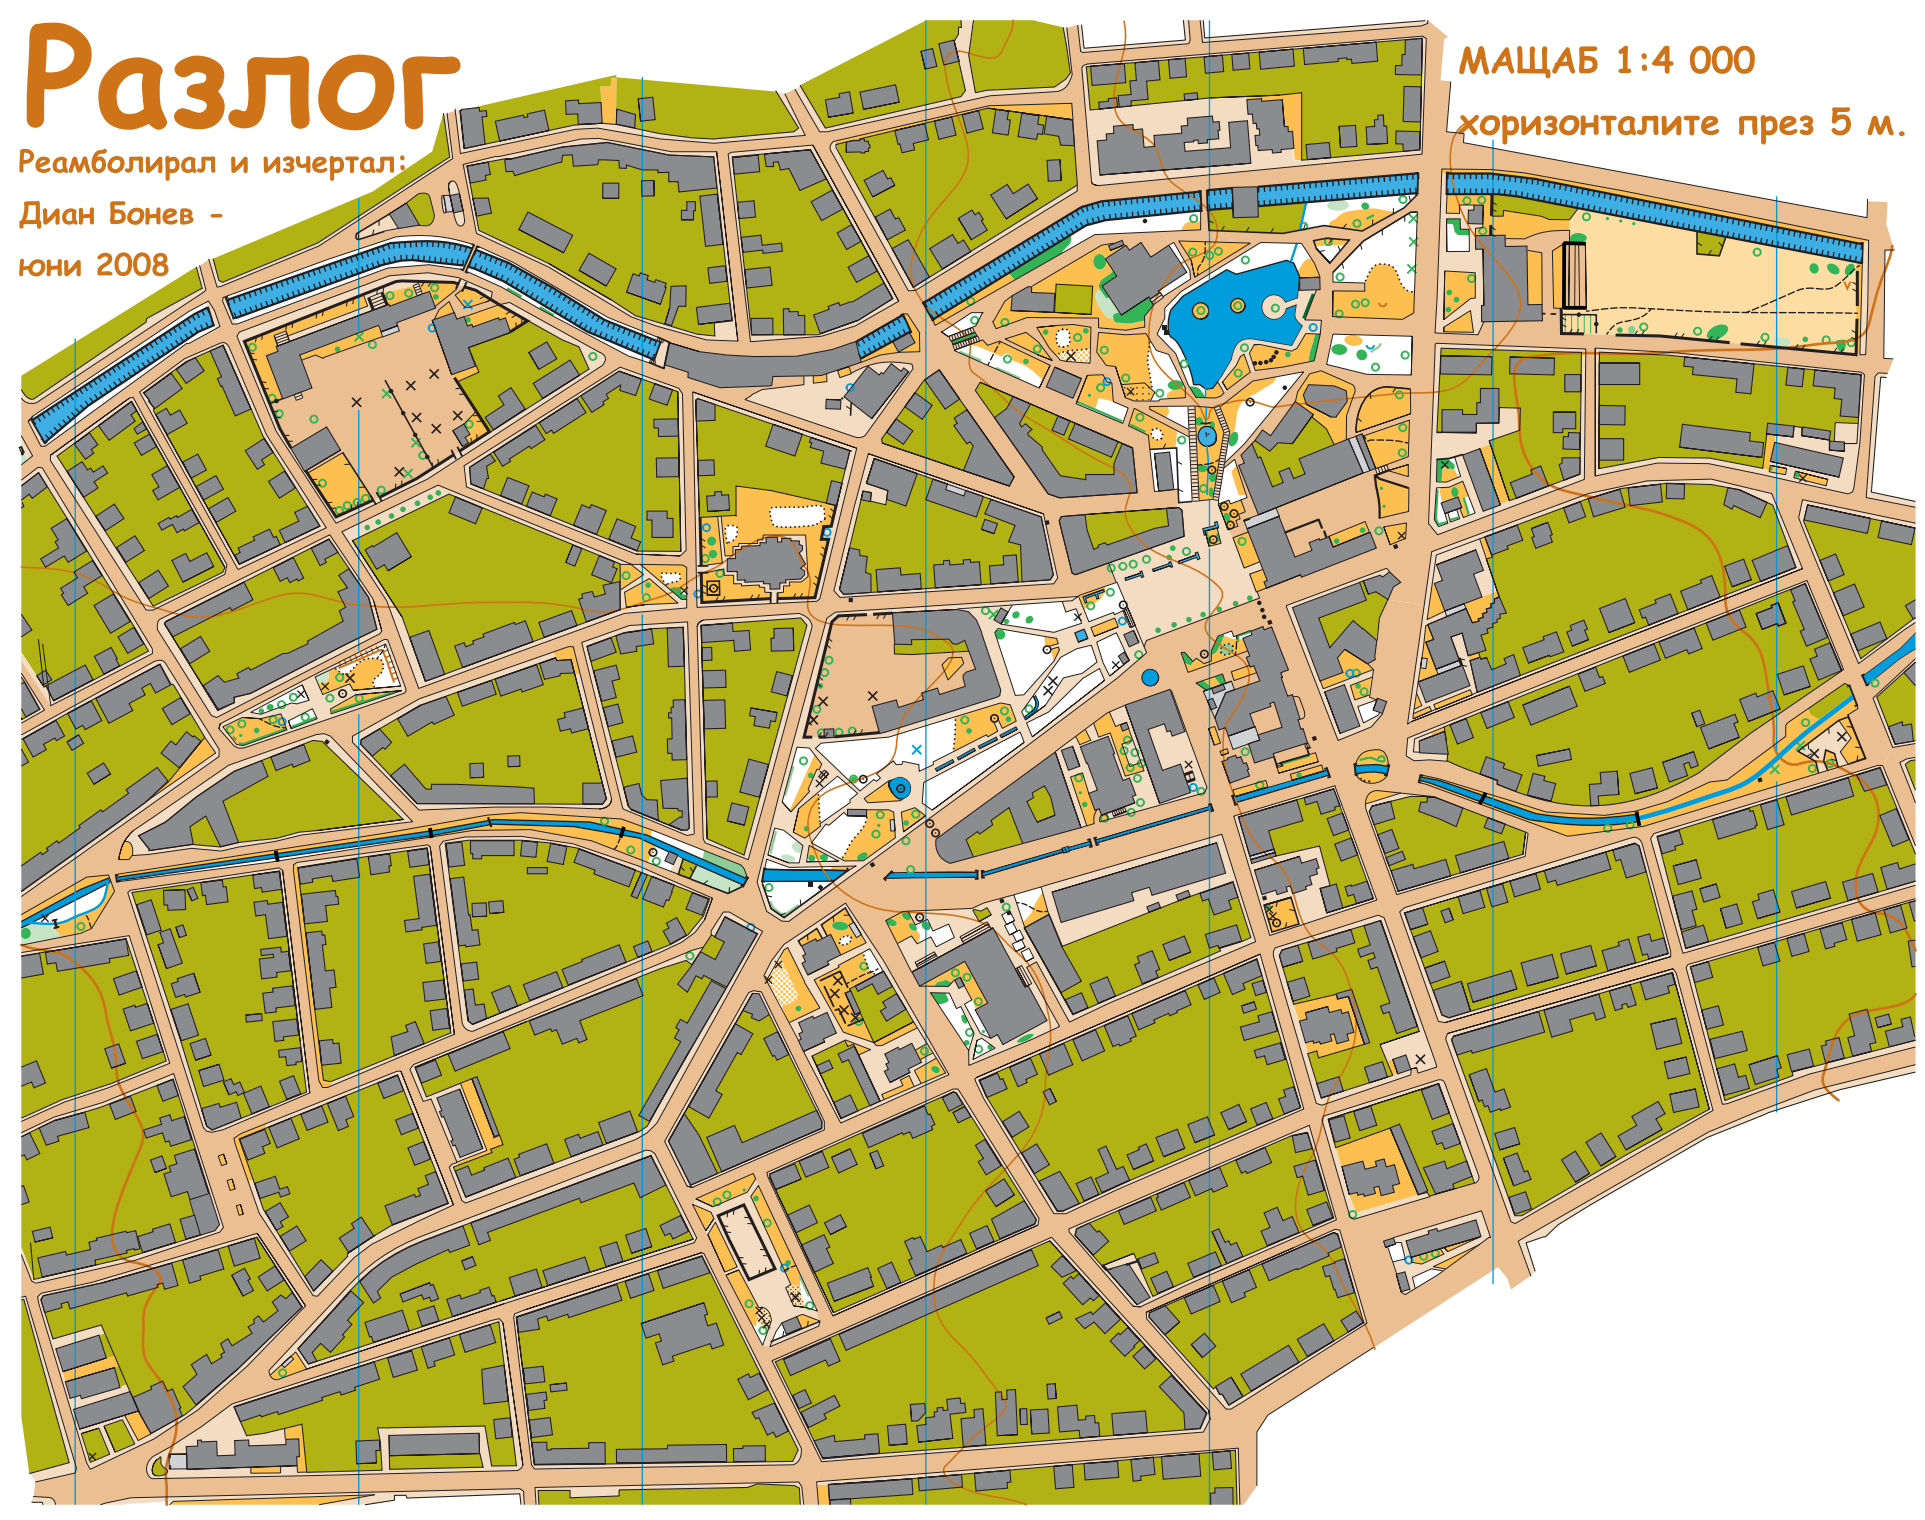 Разлог
Реамболирал и изчертал:
Диан Бонев -
юни 2008
МАЩАБ 1:4 000
хоризонталите през 5 м.